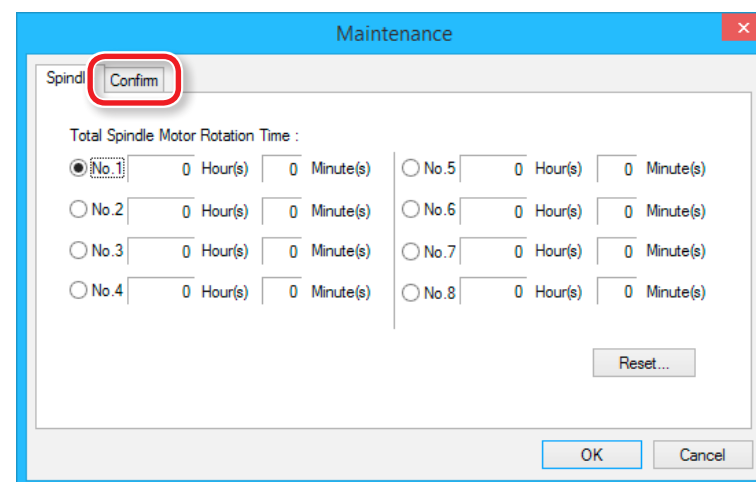 Maintenance
Spindl Confirm
Total Spindle Motor Rotation Time :
No.1 0 Hour(s) 0 Minute(s) No.5 0 Hour(s) 0 Minute(s)
No.2 0 Hour(s) 0 Minute(s) No.6 0 Hour(s) 0 Minute(s)
No.3 0 Hour(s) 0 Minute(s) No.7 0 Hour(s) 0 Minute(s)
No.4 0 Hour(s) 0 Minute(s) No.8 0 Hour(s) 0 Minute(s)
Reset...
OK Cancel